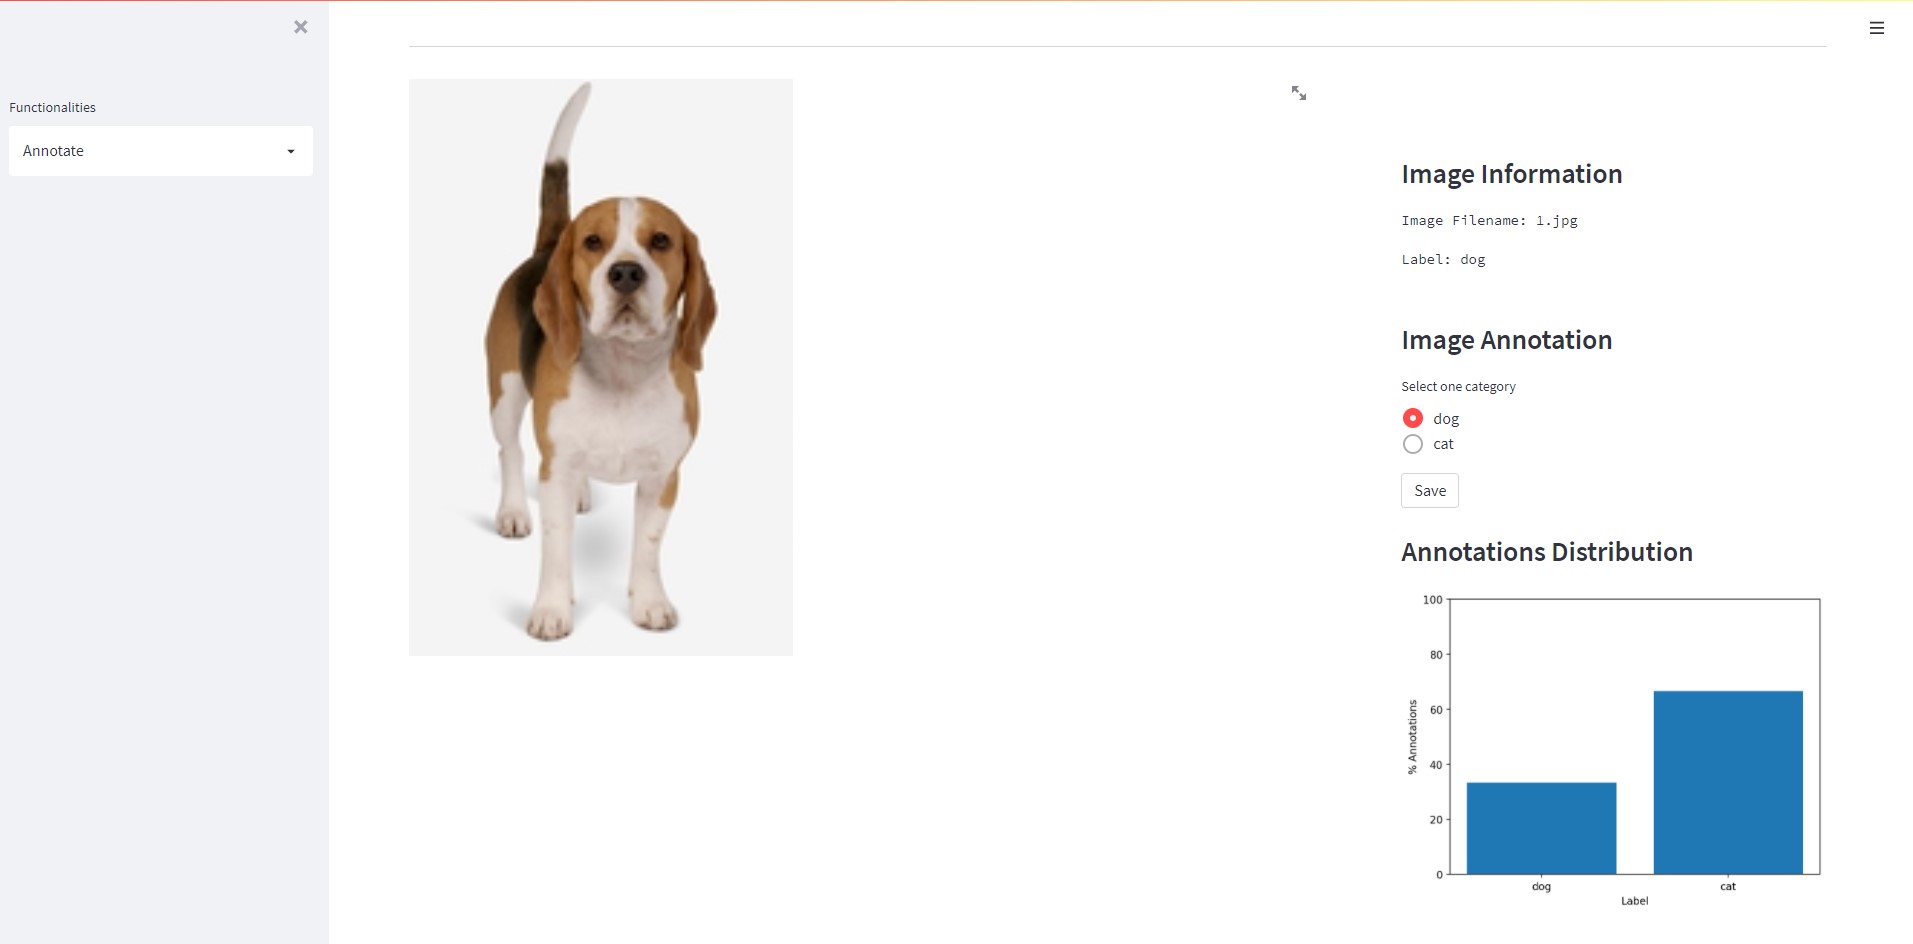 Functionalities
Annotate
Image Information
Image Filename: 1.jpg
Label: dog
Image Annotation
Select one category
dog
cat
Save
Annotations Distribution
100
80
60
40
20
0
% Annotations
dog cat
Label